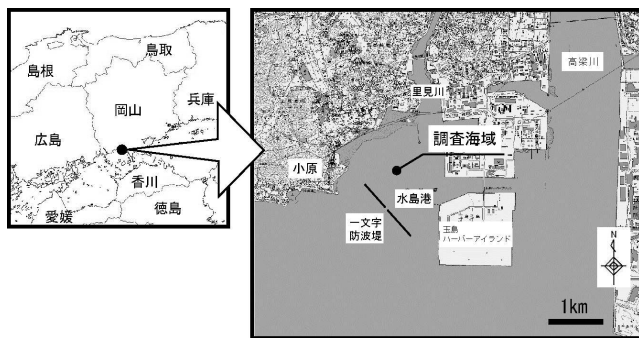 鳥取
島根
岡山
兵庫
広島
香川
愛媛
徳島
高梁川
里見川
調査海域
小原
水島港
一文字
防波堤
玉島
ハーバーアイランド
N
1km